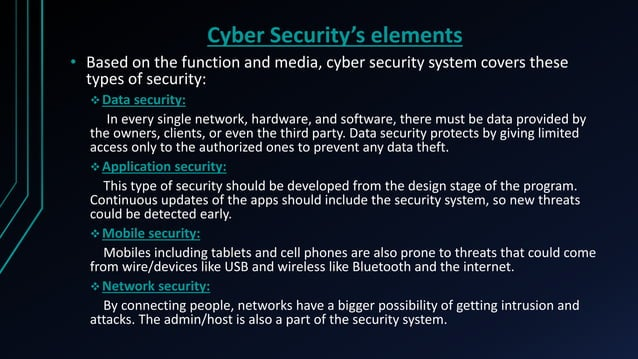 Cyber Security's elements
• Based on the function and media, cyber security system covers these
types of security:
❖Data security:
In every single network, hardware, and software, there must be data provided by
the owners, clients, or even the third party. Data security protects by giving limited
access only to the authorized ones to prevent any data theft.
❖Application security:
This type of security should be developed from the design stage of the program.
Continuous updates of the apps should include the security system, so new threats
could be detected early.
❖Mobile security:
Mobiles including tablets and cell phones are also prone to threats that could come
from wire/devices like USB and wireless like Bluetooth and the internet.
❖Network security:
By connecting people, networks have a bigger possibility of getting intrusion and
attacks. The admin/host is also a part of the security system.